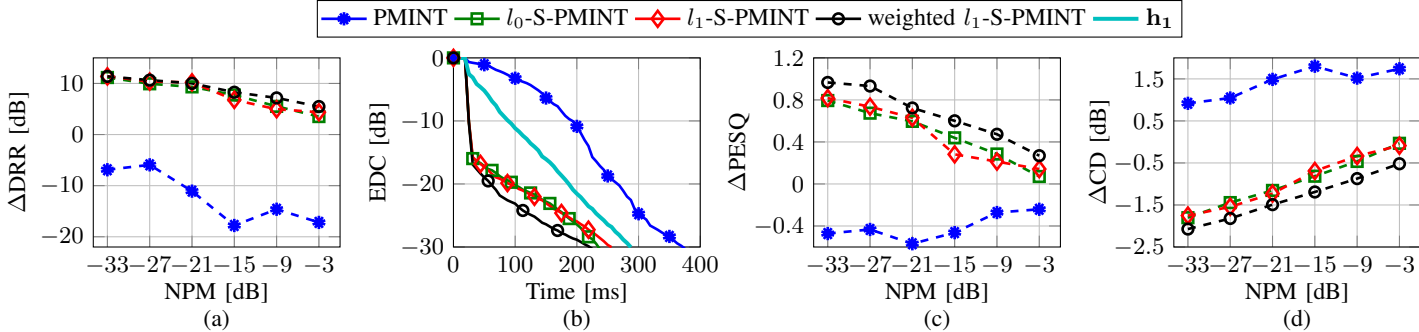 PMINT l₀-S-PMINT l₁-S-PMINT weighted l₁-S-PMINT h₁
10
0
−10
−20
ΔDRR [dB]
−33 −27 −21 −15 −9 −3
NPM [dB]
(a)
0
−10
−20
−30
EDC [dB]
0 100 200 300 400
Time [ms]
(b)
1.2
0.8
0.4
0
−0.4
ΔPESQ
−33 −27 −21 −15 −9 −3
NPM [dB]
(c)
2.5
1.5
0.5
−0.5
−1.5
−2.5
ΔCD [dB]
−33 −27 −21 −15 −9 −3
NPM [dB]
(d)